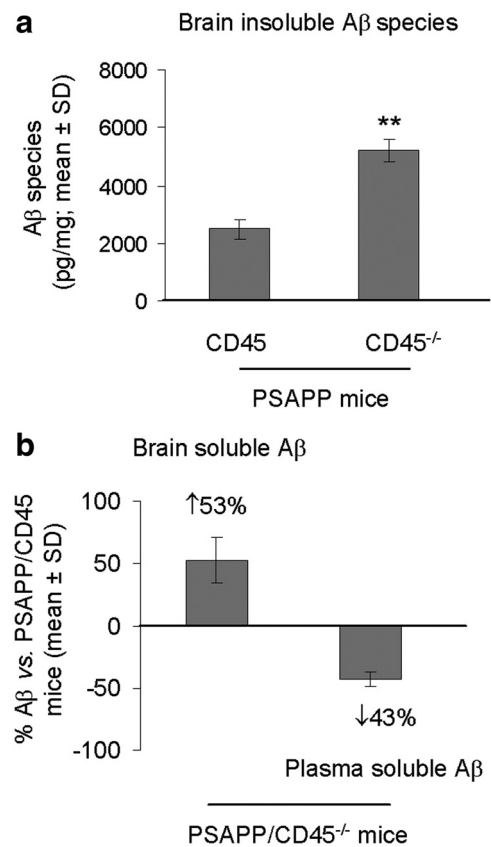 a
Brain insoluble Aβ species
Aβ species
(pg/mg; mean ± SD)
8000
6000
4000
2000
0
**
CD45
CD45-/-
PSAPP mice
b
Brain soluble Aβ
% Aβ vs. PSAPP/CD45
mice (mean ± SD)
100
50
0
-50
-100
↑53%
↓43%
Plasma soluble Aβ
PSAPP/CD45-/- mice